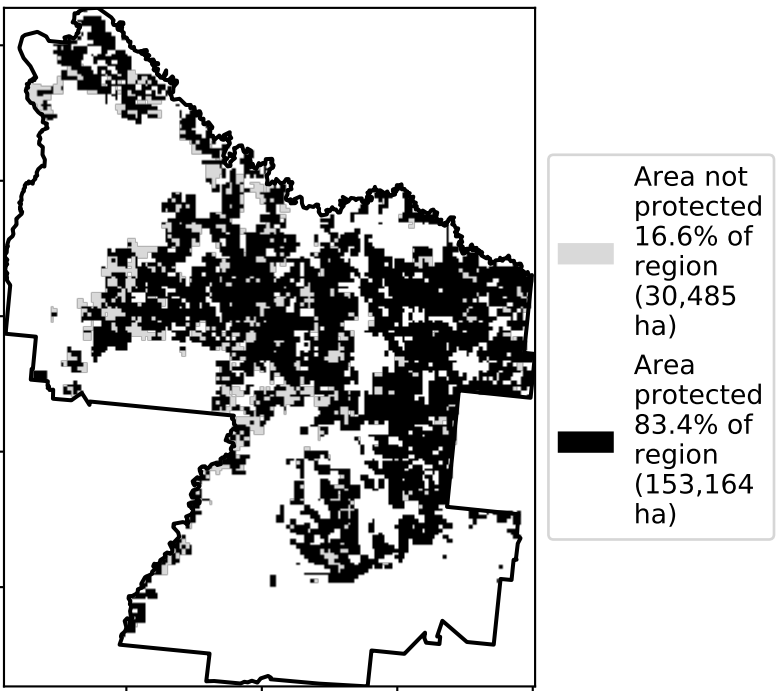 Area not
protected
16.6% of
region
(30,485
ha)
Area
protected
83.4% of
region
(153,164
ha)